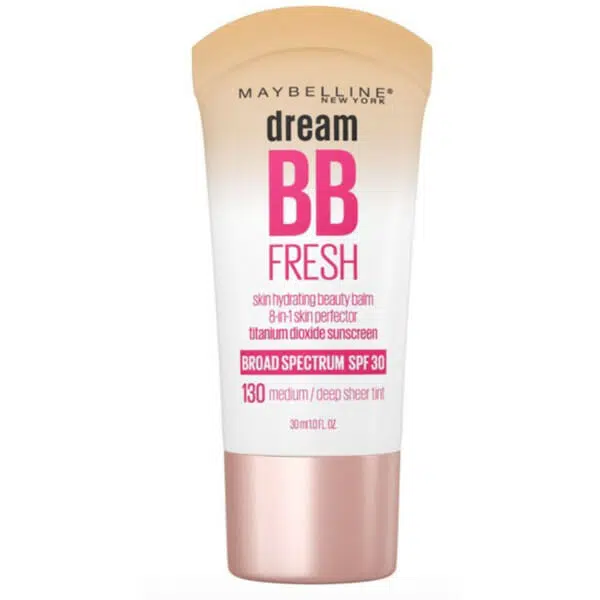 MAYBELLINE®
NEW YORK
dream
BB
FRESH
skin hydrating beauty balm
8-in-1 skin perfector
titanium dioxide sunscreen
BROAD SPECTRUM SPF 30
130 medium / deep sheer tint
30 ml 1.0 FL. OZ.